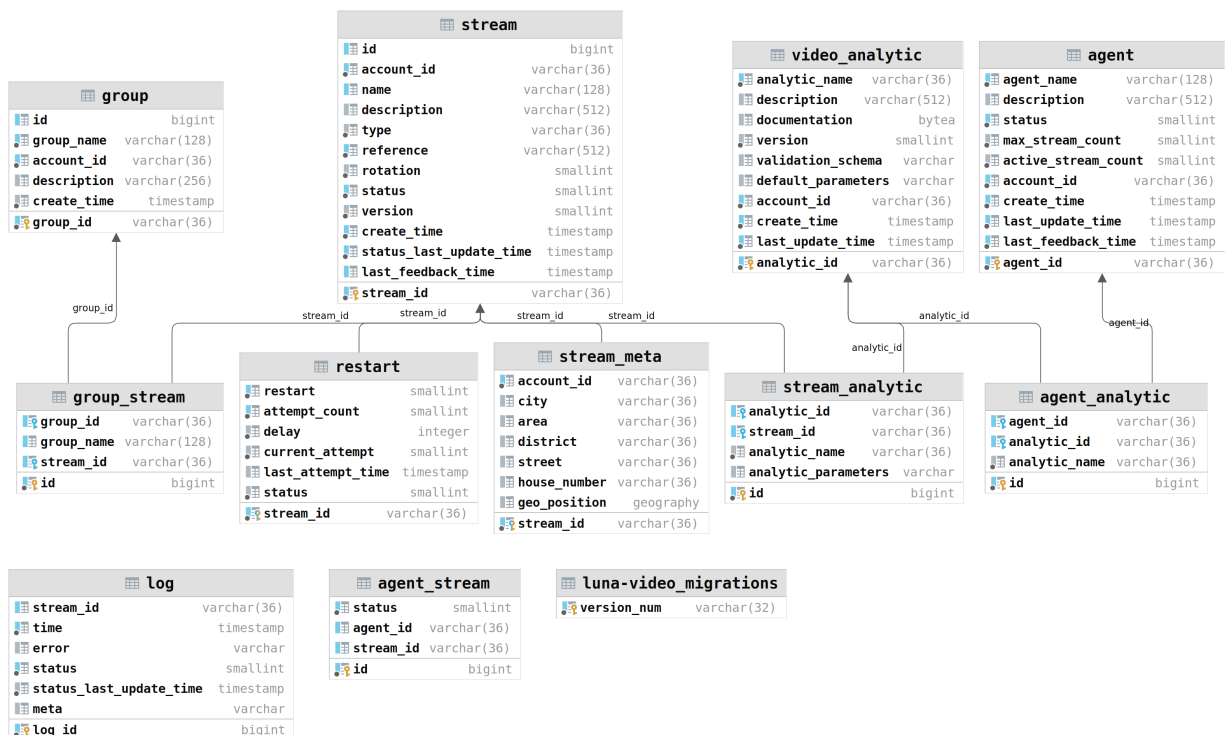 stream
id bigint
account_id varchar(36)
name varchar(128)
description varchar(512)
type varchar(36)
reference varchar(512)
rotation smallint
status smallint
version smallint
create_time timestamp
status_last_update_time timestamp
last_feedback_time timestamp
stream_id varchar(36)
video_analytic
analytic_name varchar(36)
description varchar(512)
documentation bytea
version smallint
validation_schema varchar
default_parameters varchar
account_id varchar(36)
create_time timestamp
last_update_time timestamp
analytic_id varchar(36)
agent
agent_name varchar(128)
description varchar(512)
status smallint
max_stream_count smallint
active_stream_count smallint
account_id varchar(36)
create_time timestamp
last_update_time timestamp
last_feedback_time timestamp
agent_id varchar(36)
group
id bigint
group_name varchar(128)
account_id varchar(36)
description varchar(256)
create_time timestamp
group_id varchar(36)
group_id
stream_id
stream_id
stream_id
stream_id
analytic_id
analytic_id
agent_id
group_stream
group_id varchar(36)
group_name varchar(128)
stream_id varchar(36)
id bigint
restart
restart smallint
attempt_count smallint
delay integer
current_attempt smallint
last_attempt_time timestamp
status smallint
stream_id varchar(36)
stream_meta
account_id varchar(36)
city varchar(36)
area varchar(36)
district varchar(36)
street varchar(36)
house_number varchar(36)
geo_position geography
stream_id varchar(36)
stream_analytic
analytic_id varchar(36)
stream_id varchar(36)
analytic_name varchar(36)
analytic_parameters varchar
id bigint
agent_analytic
agent_id varchar(36)
analytic_id varchar(36)
analytic_name varchar(36)
id bigint
log
stream_id varchar(36)
time timestamp
error varchar
status smallint
status_last_update_time timestamp
meta varchar
log_id bigint
agent_stream
status smallint
agent_id varchar(36)
stream_id varchar(36)
id bigint
luna-video_migrations
version_num varchar(32)